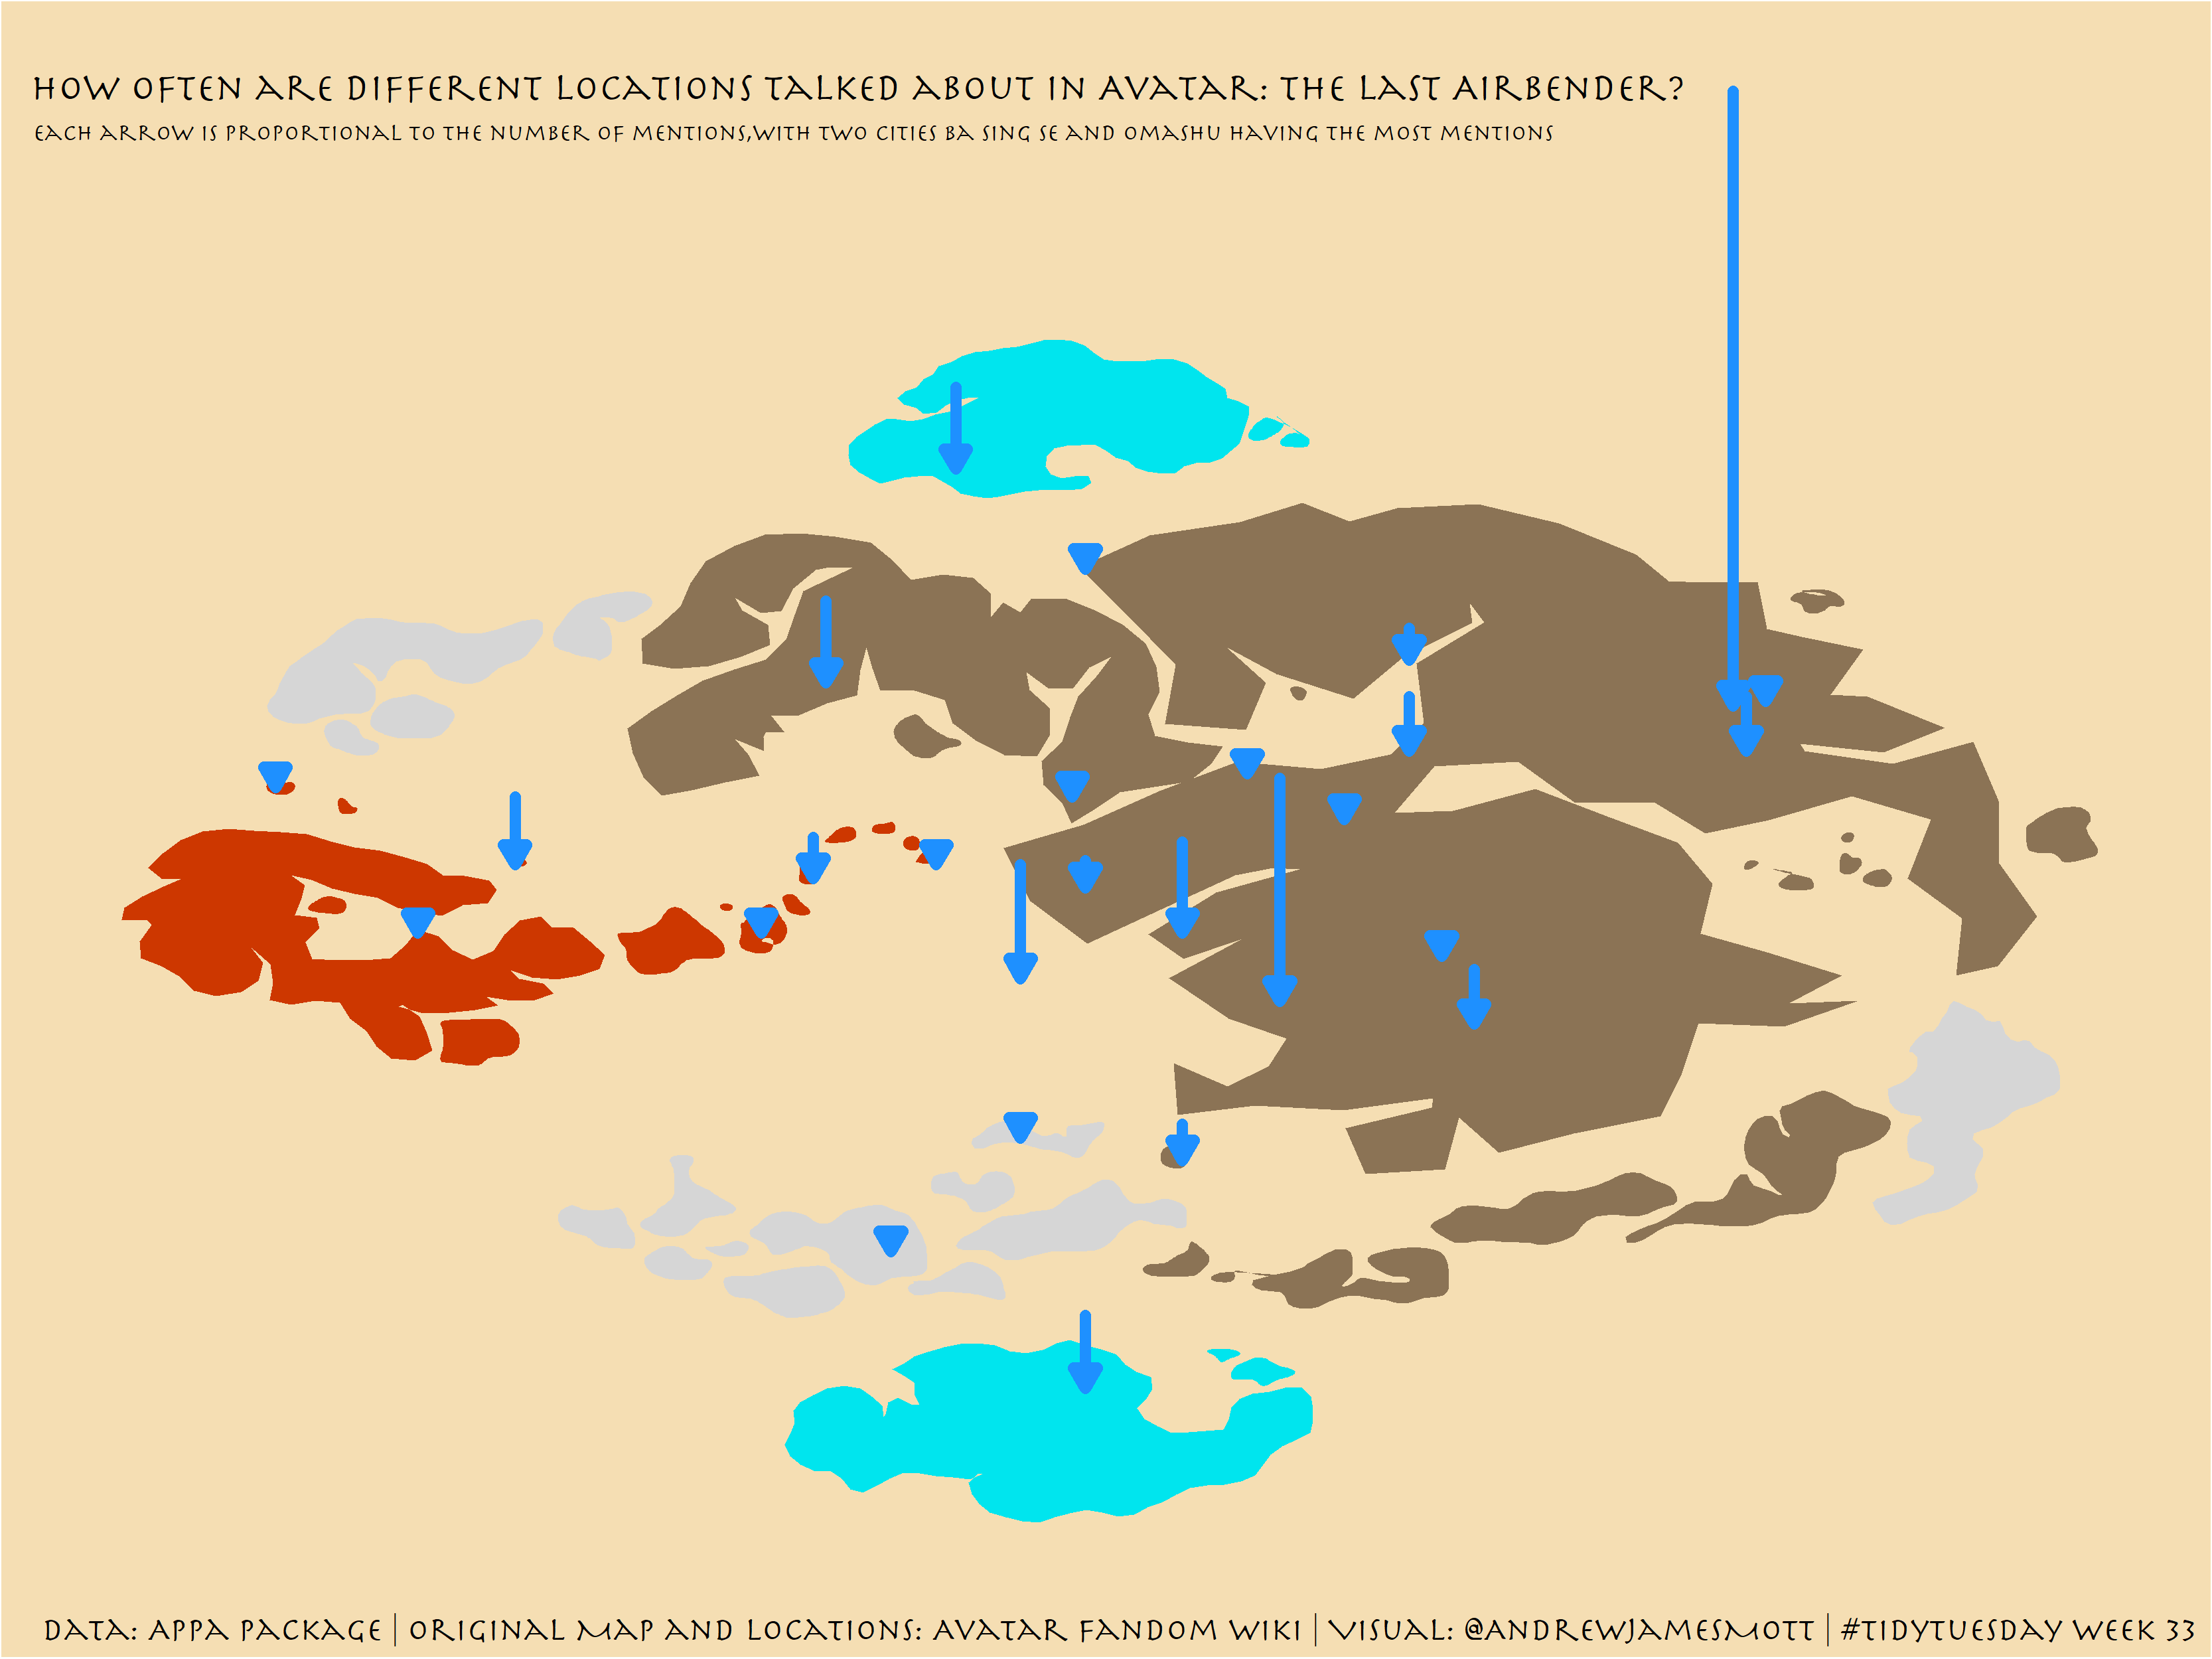 How often are different locations talked about in Avatar: The Last Airbender?
Each arrow is proportional to the number of mentions,with two cities Ba Sing Se and Omashu having the most mentions
Data: Appa Package | Original Map and Locations: Avatar Fandom Wiki | Visual: @AndrewJamesMott | #TidyTuesday Week 33